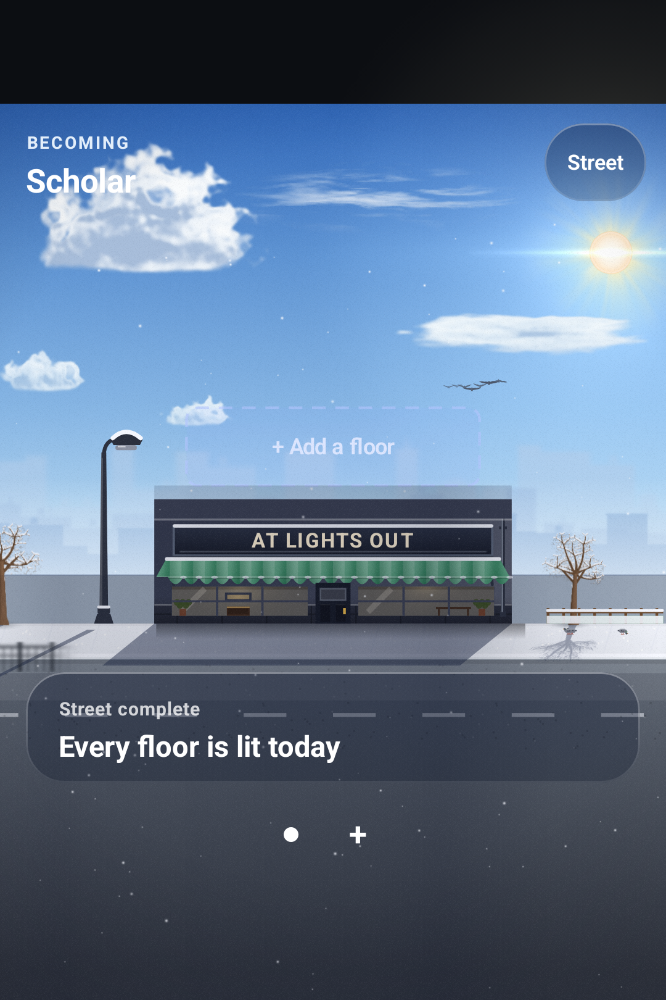 BECOMING
Scholar
Street
+ Add a floor
AT LIGHTS OUT
Street complete
Every floor is lit today
+